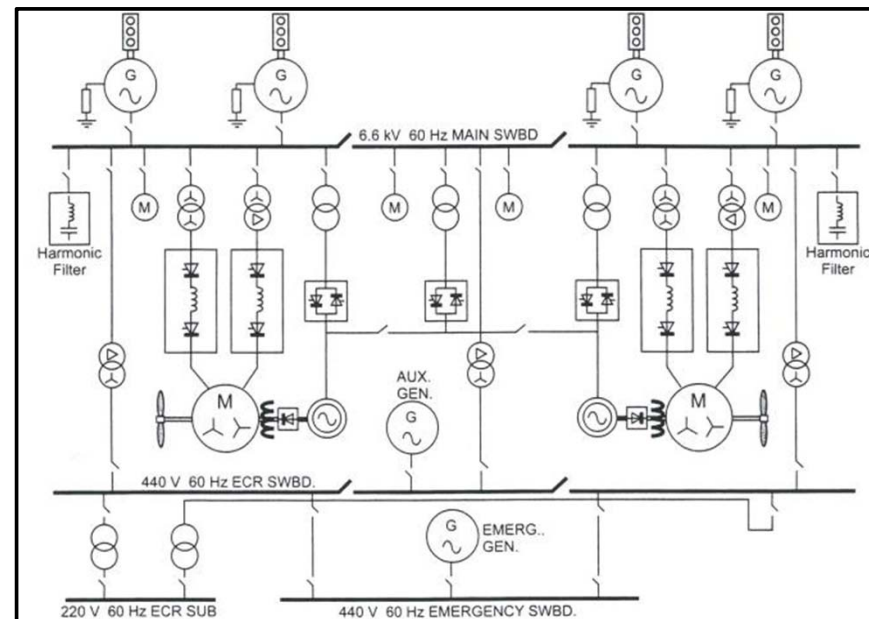 G
G
G
G
6.6 kV 60 Hz MAIN SWBD
M
M
M
M
Harmonic
Filter
Harmonic
Filter
AUX.
GEN.
M
G
M
440 V 60 Hz ECR SWBD.
G
EMERG..
GEN.
220 V 60 Hz ECR SUB
440 V 60 Hz EMERGENCY SWBD.